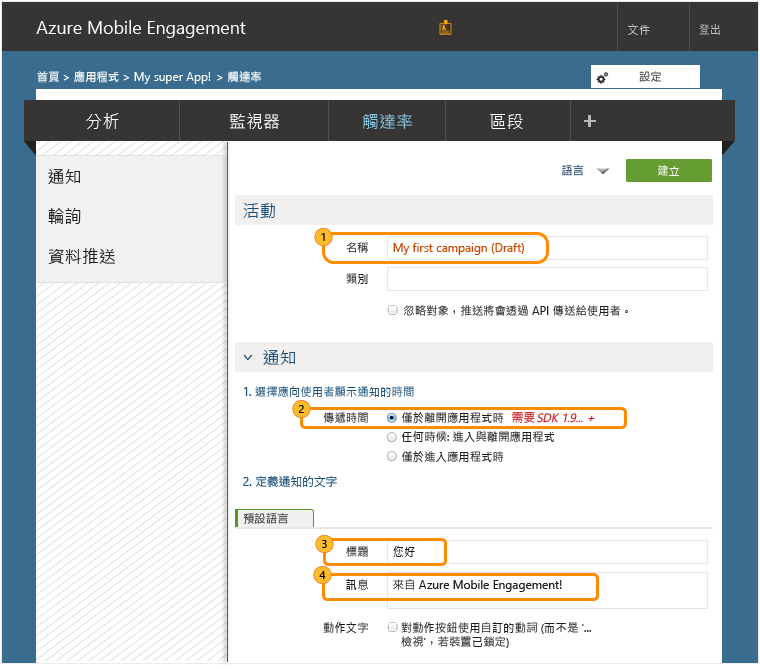 Azure Mobile Engagement
文件
登出
首頁 > 應用程式 > My super App! > 觸達率
設定
分析
監視器
觸達率
區段
+
通知
輪詢
資料推送
語言
建立
活動
1
名稱
My first campaign (Draft)
類別
忽略對象，推送將會透過 API 傳送給使用者。
通知
1. 選擇應向使用者顯示通知的時間
2
傳遞時間
僅於離開應用程式時 需要 SDK 1.9... +
任何時候: 進入與離開應用程式
僅於進入應用程式時
2. 定義通知的文字
預設語言
3
標題
您好
4
訊息
來自 Azure Mobile Engagement!
動作文字
對動作按鈕使用自訂的動詞 (而不是 '...
檢視'，若裝置已鎖定)